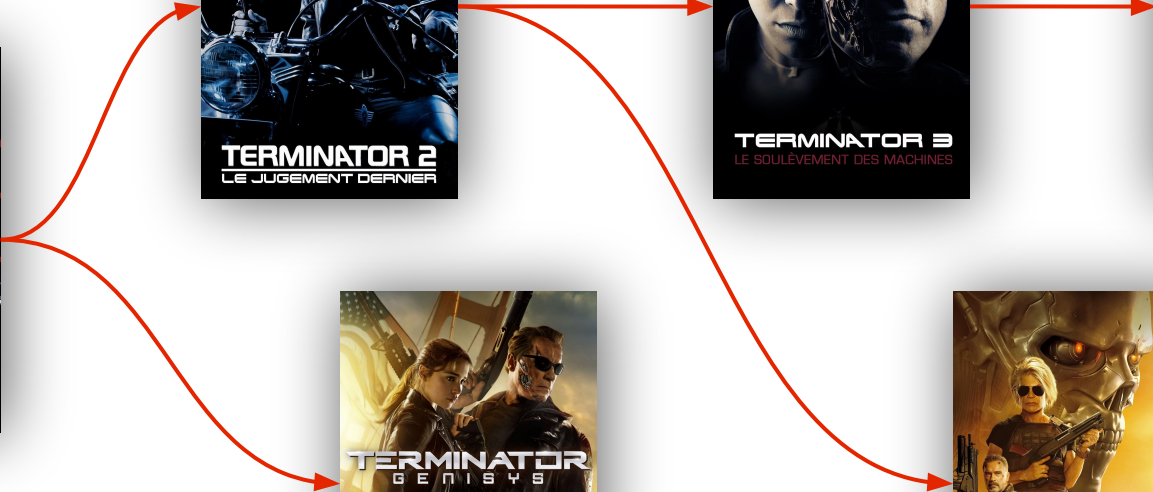 TERMINATOR 2
LE JUGEMENT DERNIER
TERMINATOR 3
LE SOULÈVEMENT DES MACHINES
TERMINATOR
GENISYS